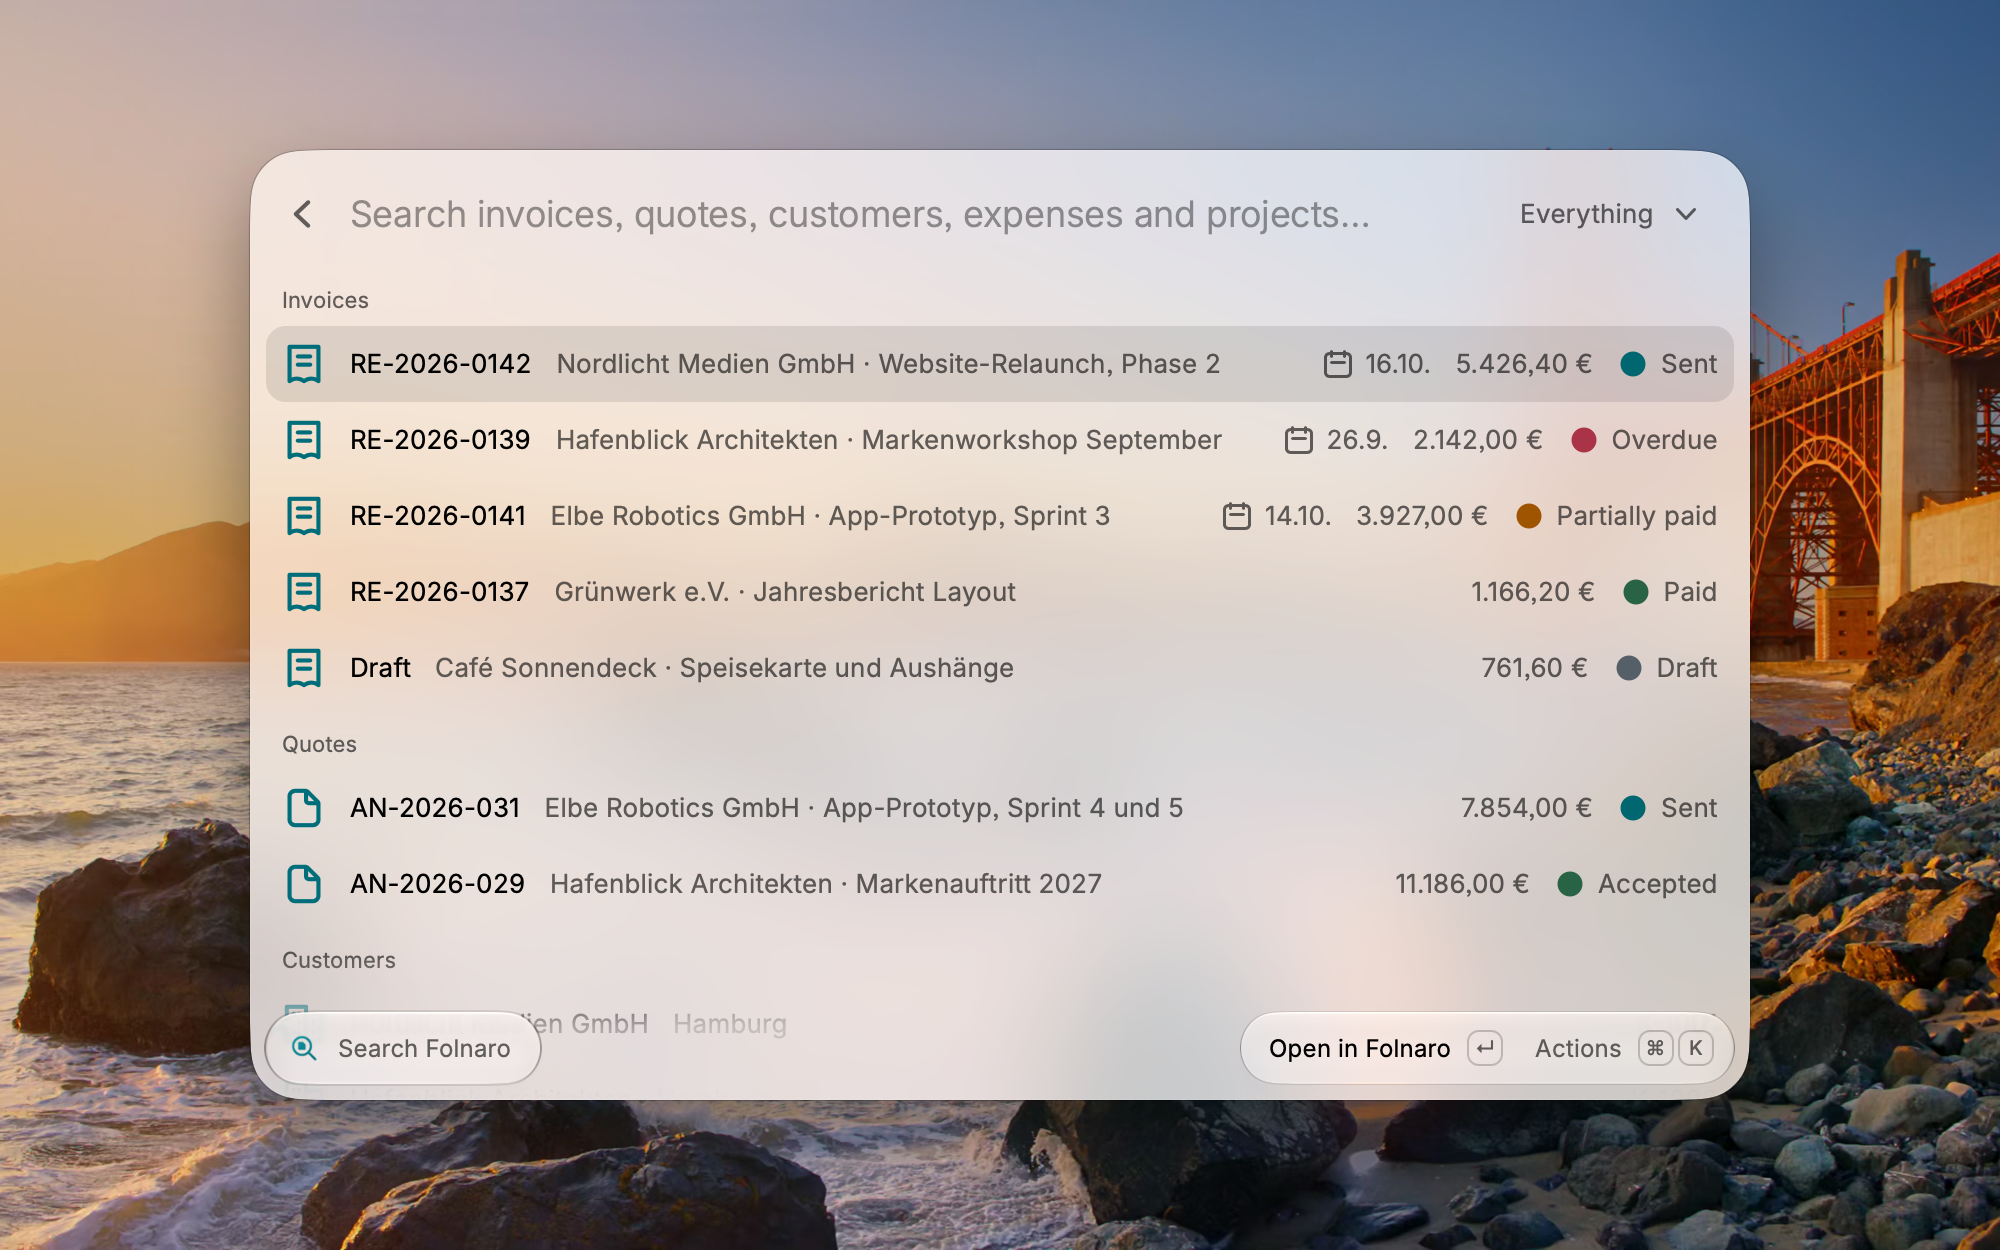 Search invoices, quotes, customers, expenses and projects... Everything
Invoices
RE-2026-0142 Nordlicht Medien GmbH · Website-Relaunch, Phase 2 16.10. 5.426,40 € Sent
RE-2026-0139 Hafenblick Architekten · Markenworkshop September 26.9. 2.142,00 € Overdue
RE-2026-0141 Elbe Robotics GmbH · App-Prototyp, Sprint 3 14.10. 3.927,00 € Partially paid
RE-2026-0137 Grünwerk e.V. · Jahresbericht Layout 1.166,20 € Paid
Draft Café Sonnendeck · Speisekarte und Aushänge 761,60 € Draft
Quotes
AN-2026-031 Elbe Robotics GmbH · App-Prototyp, Sprint 4 und 5 7.854,00 € Sent
AN-2026-029 Hafenblick Architekten · Markenauftritt 2027 11.186,00 € Accepted
Customers
GmbH Hamburg
Search Folnaro Open in Folnaro ↵ Actions ⌘ K